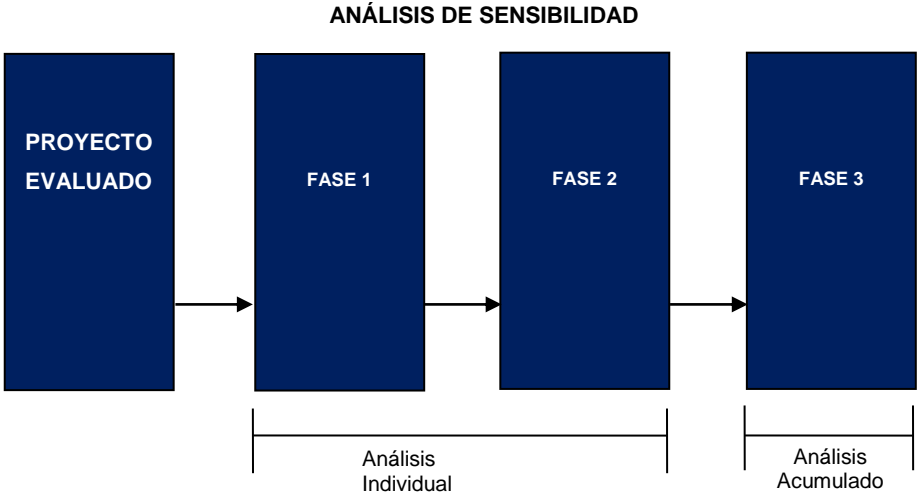 ANÁLISIS DE SENSIBILIDAD
PROYECTO
EVALUADO
FASE 1
FASE 2
FASE 3
Análisis
Individual
Análisis
Acumulado